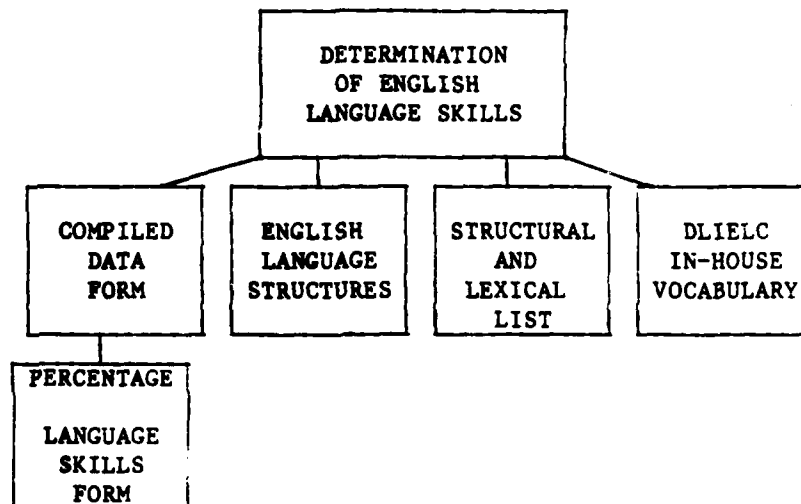 DETERMINATION
OF ENGLISH
LANGUAGE SKILLS
COMPILED
DATA
FORM
ENGLISH
LANGUAGE
STRUCTURES
STRUCTURAL
AND
LEXICAL
LIST
DLIELC
IN-HOUSE
VOCABULARY
PERCENTAGE
LANGUAGE
SKILLS
FORM